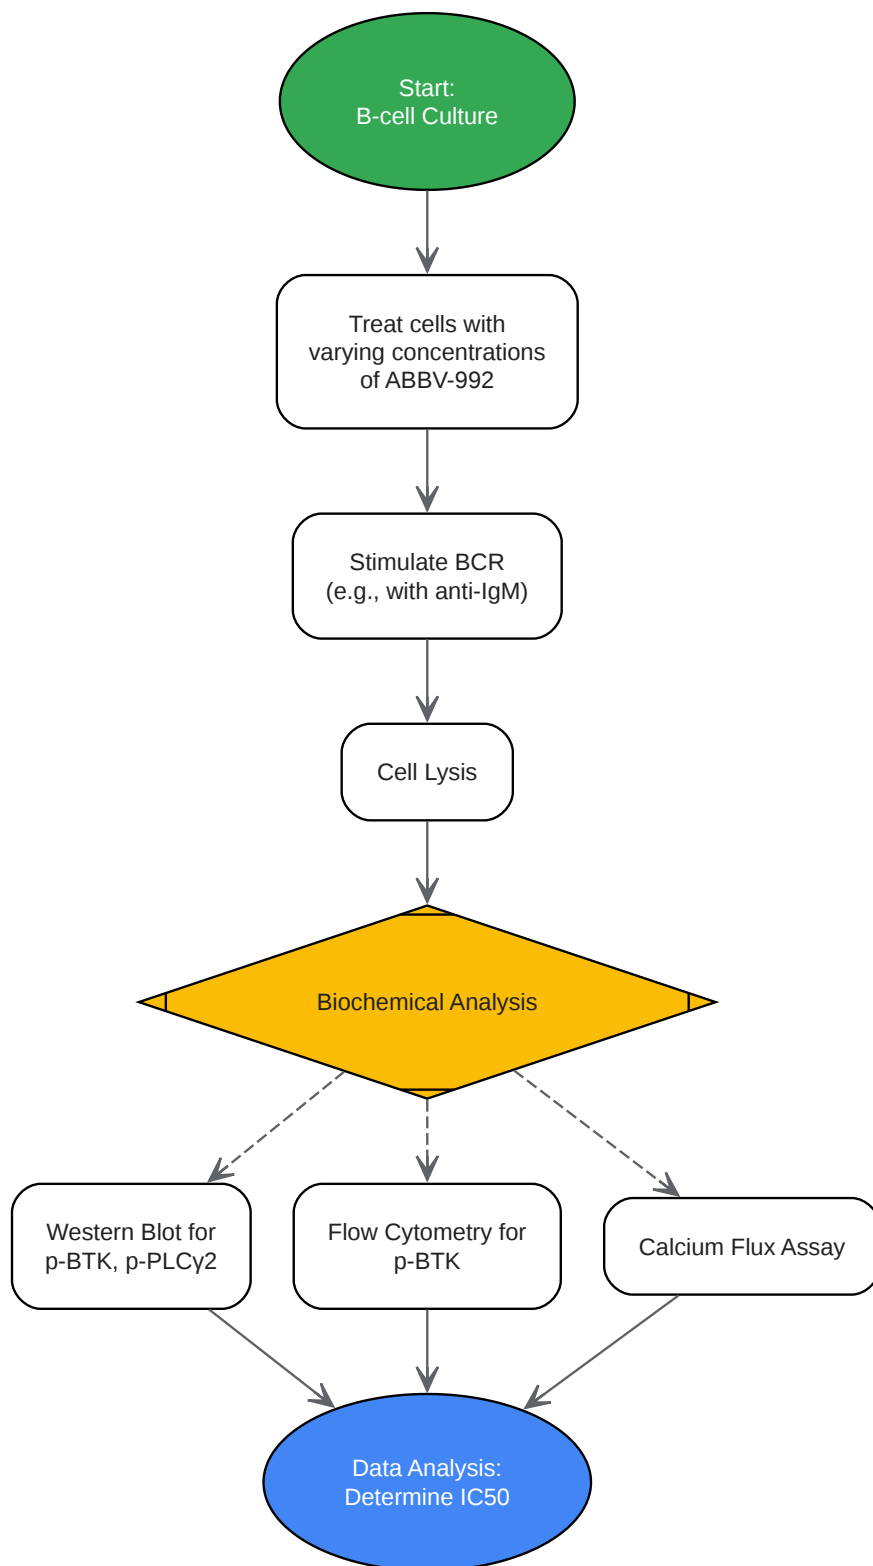 Start:
B-cell Culture
Treat cells with
varying concentrations
of ABBV-992
Stimulate BCR
(e.g., with anti-IgM)
Cell Lysis
Biochemical Analysis
Western Blot for
p-BTK, p-PLCγ2
Flow Cytometry for
p-BTK
Calcium Flux Assay
Data Analysis:
Determine IC50